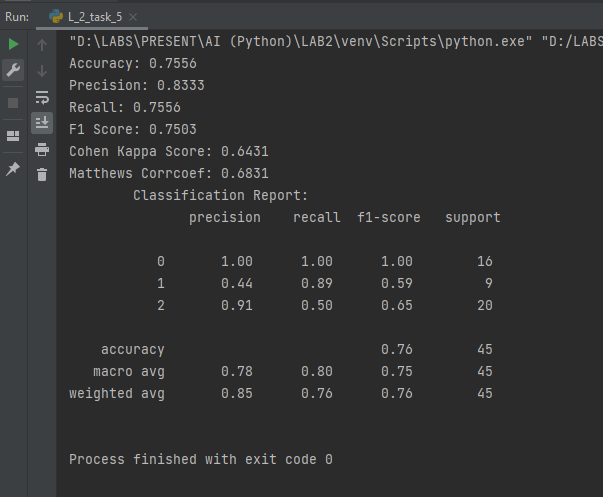 Run: L_2_task_5
"D:\LABS\PRESENT\AI (Python)\LAB2\venv\Scripts\python.exe" "D:/LABS
Accuracy: 0.7556
Precision: 0.8333
Recall: 0.7556
F1 Score: 0.7503
Cohen Kappa Score: 0.6431
Matthews Corrcoef: 0.6831
Classification Report:
precision recall f1-score support
0 1.00 1.00 1.00 16
1 0.44 0.89 0.59 9
2 0.91 0.50 0.65 20
accuracy 0.76 45
macro avg 0.78 0.80 0.75 45
weighted avg 0.85 0.76 0.76 45
Process finished with exit code 0